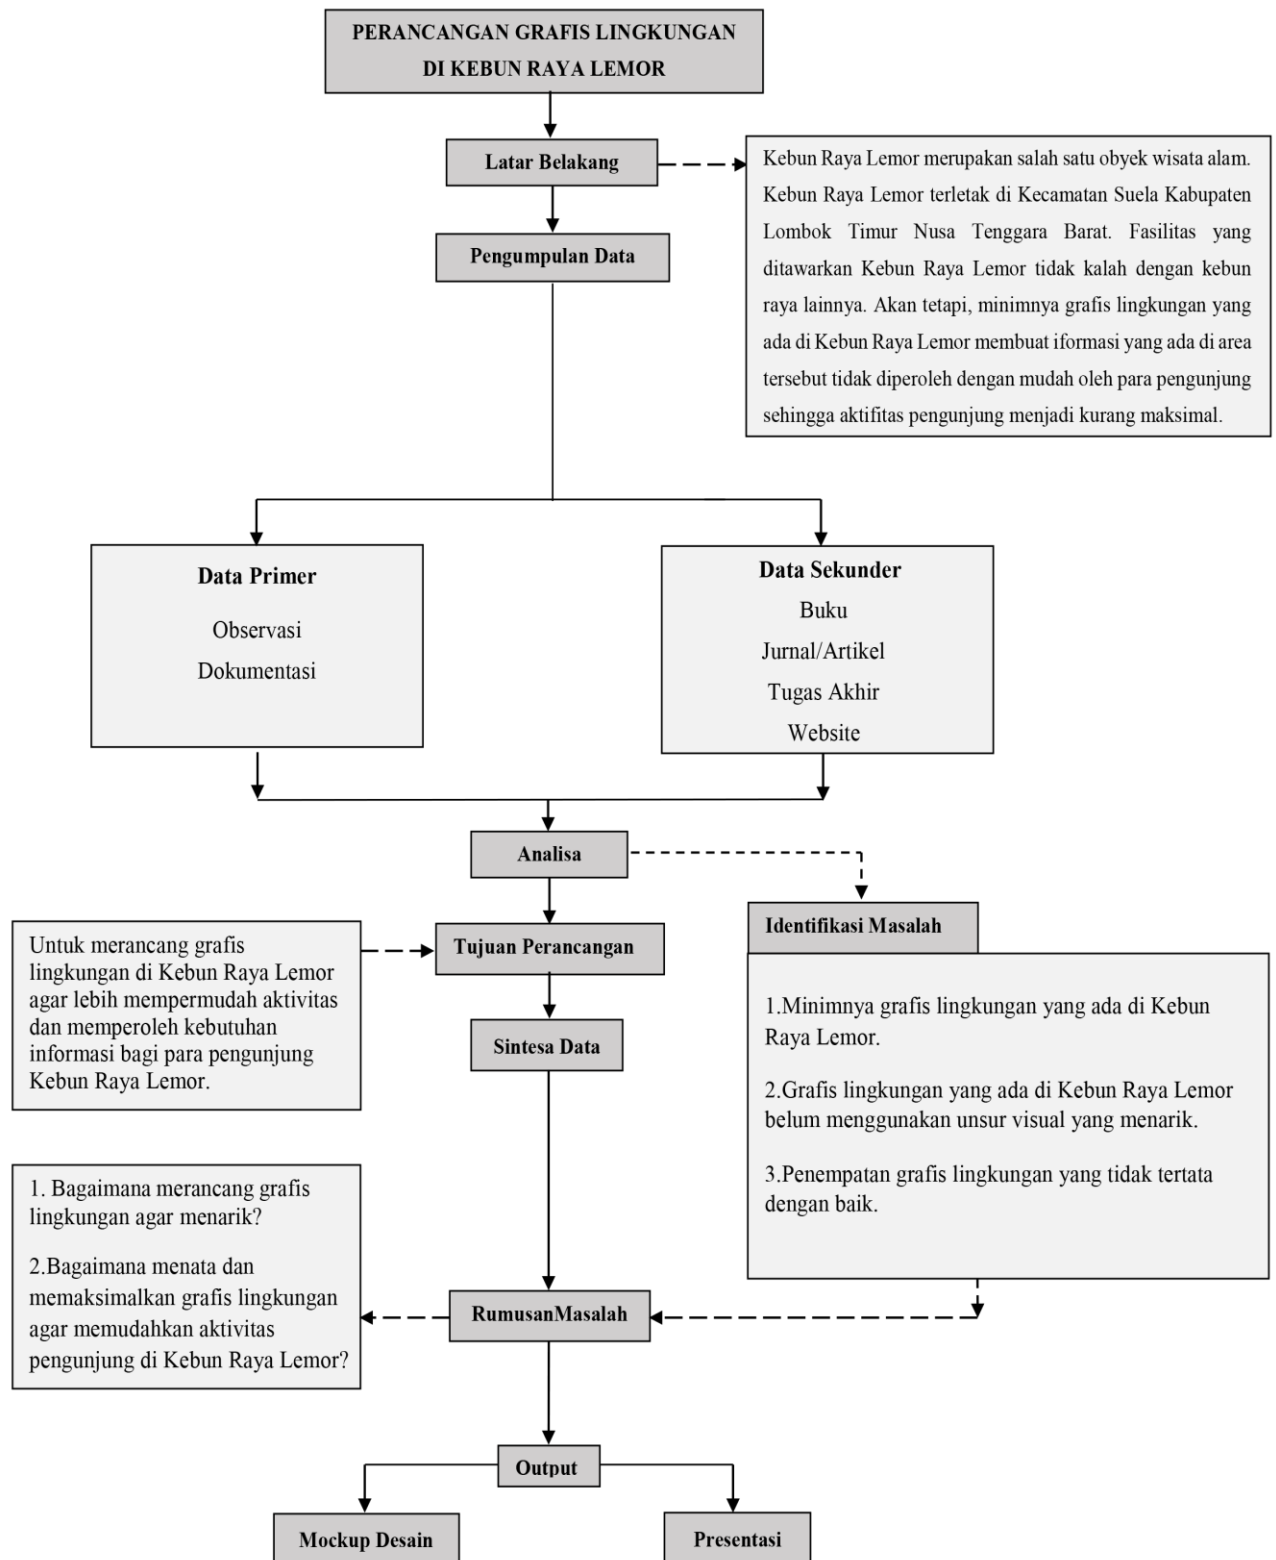 PERANCANGAN GRAFIS LINGKUNGAN
DI KEBUN RAYA LEMOR
Latar Belakang
Kebun Raya Lemor merupakan salah satu obyek wisata alam.
Kebun Raya Lemor terletak di Kecamatan Suela Kabupaten
Lombok Timur Nusa Tenggara Barat. Fasilitas yang
ditawarkan Kebun Raya Lemor tidak kalah dengan kebun
raya lainnya. Akan tetapi, minimnya grafis lingkungan yang
ada di Kebun Raya Lemor membuat iformasi yang ada di area
tersebut tidak diperoleh dengan mudah oleh para pengunjung
sehingga aktifitas pengunjung menjadi kurang maksimal.
Pengumpulan Data
Data Primer
Observasi
Dokumentasi
Data Sekunder
Buku
Jurnal/Artikel
Tugas Akhir
Website
Analisa
Identifikasi Masalah
1.Minimnya grafis lingkungan yang ada di Kebun
Raya Lemor.
2.Grafis lingkungan yang ada di Kebun Raya Lemor
belum menggunakan unsur visual yang menarik.
3.Penempatan grafis lingkungan yang tidak tertata
dengan baik.
Untuk merancang grafis
lingkungan di Kebun Raya Lemor
agar lebih mempermudah aktivitas
dan memperoleh kebutuhan
informasi bagi para pengunjung
Kebun Raya Lemor.
Tujuan Perancangan
Sintesa Data
1. Bagaimana merancang grafis
lingkungan agar menarik?
2.Bagaimana menata dan
memaksimalkan grafis lingkungan
agar memudahkan aktivitas
pengunjung di Kebun Raya Lemor?
RumusanMasalah
Output
Mockup Desain
Presentasi